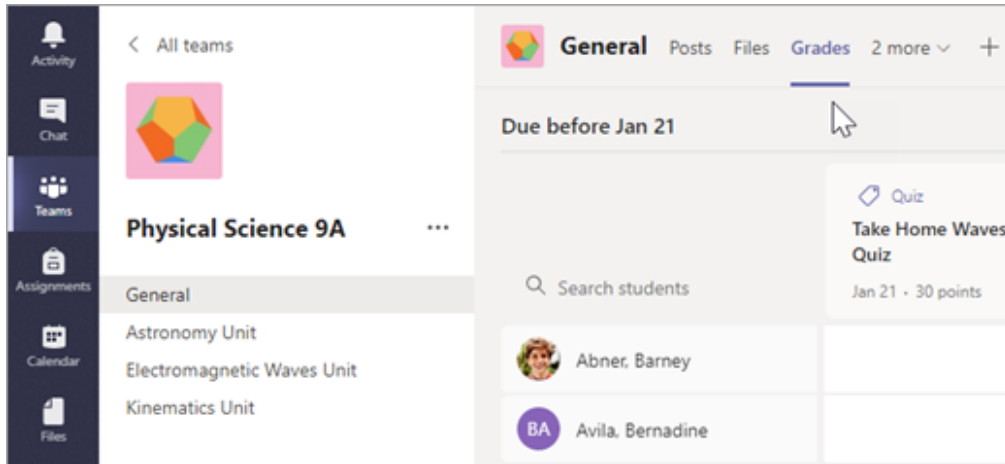 Activity
Chat
Teams
Assignments
Calendar
Files
All teams
Physical Science 9A
General
Astronomy Unit
Electromagnetic Waves Unit
Kinematics Unit
General Posts Files Grades 2 more
Due before Jan 21
Quiz
Take Home Waves
Quiz
Jan 21 • 30 points
Search students
Abner, Barney
BA Avila, Bernadine